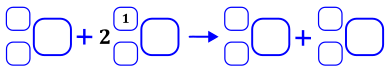 + 2 1 → +